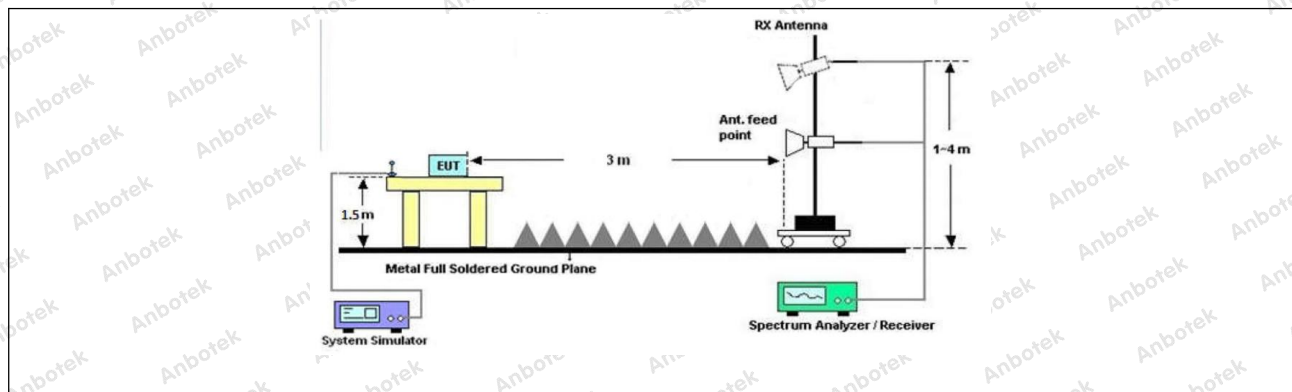 RX Antenna
Ant. feed
point
EUT
3 m
1~4 m
1.5 m
Metal Full Soldered Ground Plane
System Simulator
Spectrum Analyzer / Receiver
Anbotek